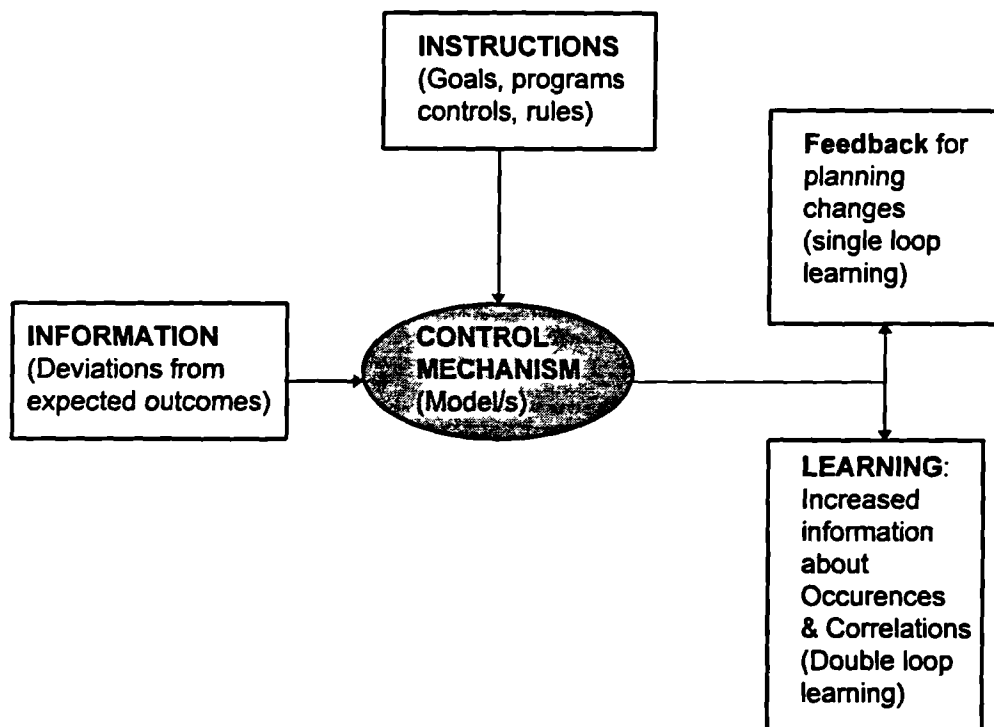 INSTRUCTIONS
(Goals, programs
controls, rules)
Feedback for
planning
changes
(single loop
learning)
INFORMATION
(Deviations from
expected outcomes)
CONTROL
MECHANISM
(Model/s)
LEARNING:
Increased
information
about
Occurences
& Correlations
(Double loop
learning)